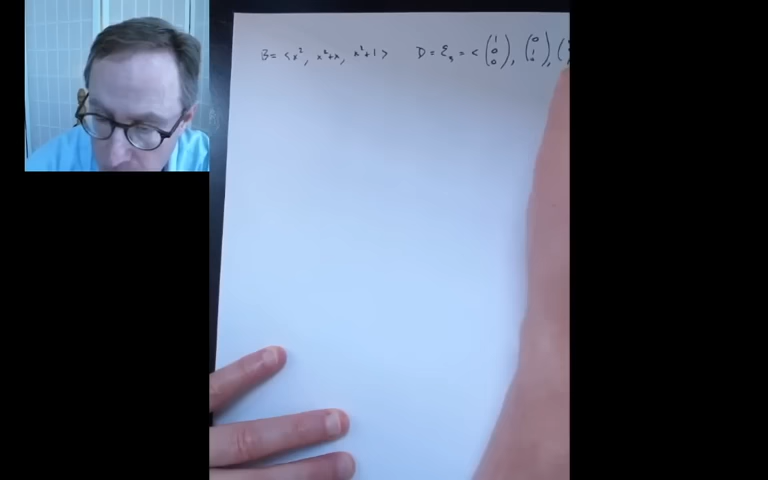 B = ⟨x², x²+x, x²+1⟩ D = ℰ₃ = < (1 0 0), (0 1 0), (